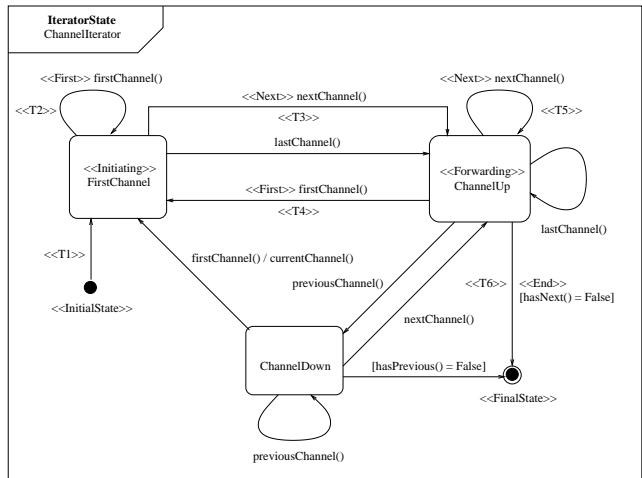 IteratorState
ChannelIterator
<<First>> firstChannel()
<<Next>> nextChannel()
<<T2>>
<<Next>> nextChannel()
<<T3>>
<<T5>>
lastChannel()
<<Initiating>>
FirstChannel
<<Forwarding>>
ChannelUp
<<First>> firstChannel()
<<T4>>
lastChannel()
<<T1>>
firstChannel() / currentChannel()
previousChannel()
<<T6>>
<<End>>
[hasNext() = False]
<<InitialState>>
nextChannel()
ChannelDown
[hasPrevious() = False]
<<FinalState>>
previousChannel()